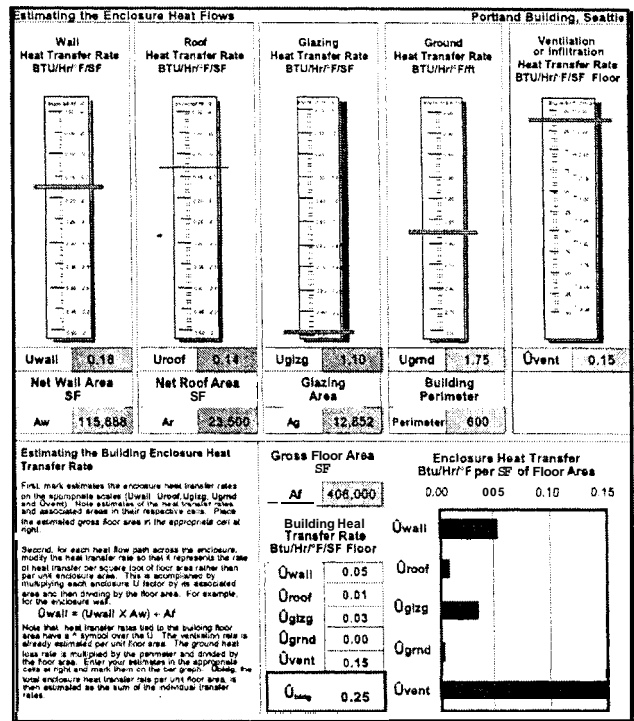 Estimating the Enclosure Heat Flows Portland Building, Seattle
Wall
Heat Transfer Rate
BTU/Hr/°F/SF
Roof
Heat Transfer Rate
BTU/Hr/°F/SF
Glazing
Heat Transfer Rate
BTU/Hr/°F/SF
Ground
Heat Transfer Rate
BTU/Hr/°F/ft
Ventilation
or Infiltration
Heat Transfer Rate
BTU/Hr/°F/SF Floor
Uwall 0.18
Uroof 0.14
Uglzg 1.10
Ugrnd 1.75
Ûvent 0.15
Net Wall Area
SF
Net Roof Area
SF
Glazing
Area
Building
Perimeter
Aw 115,888
Ar 23,500
Ag 12,852
Perimeter 600
Estimating the Building Enclosure Heat
Transfer Rate
First, mark estimates the enclosure heat transfer rates
on the appropriate scales (Uwall, Uroof, Uglzg, Ugrnd
and Ûvent). Note estimates of the heat transfer rates
and associated areas in their respective cells. Place
the estimated gross floor area in the appropriate cell at
right.
Second, for each heat flow path across the enclosure,
modify the heat transfer rate so that it represents the rate
of heat transfer per square foot of floor area rather than
per unit enclosure area. This is acomplished by
multiplying each enclosure U factor by its associated
area and then dividing by the floor area. For example,
for the enclosure wall:
Ûwall = (Uwall X Aw) ÷ Af
Note that heat transfer rates tied to the building floor
area have a ^ symbol over the U. The ventilation rate is
already estimated per unit floor area. The ground heat
loss rate is multiplied by the perimeter and divided by
the floor area. Enter your estimates in the appropriate
cells at right and mark them on the bar graph. Ûbldg, the
total enclosure heat transfer rate per unit floor area, is
then estimated as the sum of the individual transfer
rates.
Gross Floor Area
SF
Af 406,000
Building Heat
Transfer Rate
Btu/Hr/°F/SF Floor
Ûwall 0.05
Ûroof 0.01
Ûglzg 0.03
Ûgrnd 0.00
Ûvent 0.15
Ûbldg 0.25
Enclosure Heat Transfer
Btu/Hr/°F per SF of Floor Area
0.00 0.05 0.10 0.15
Ûwall
Ûroof
Ûglzg
Ûgrnd
Ûvent